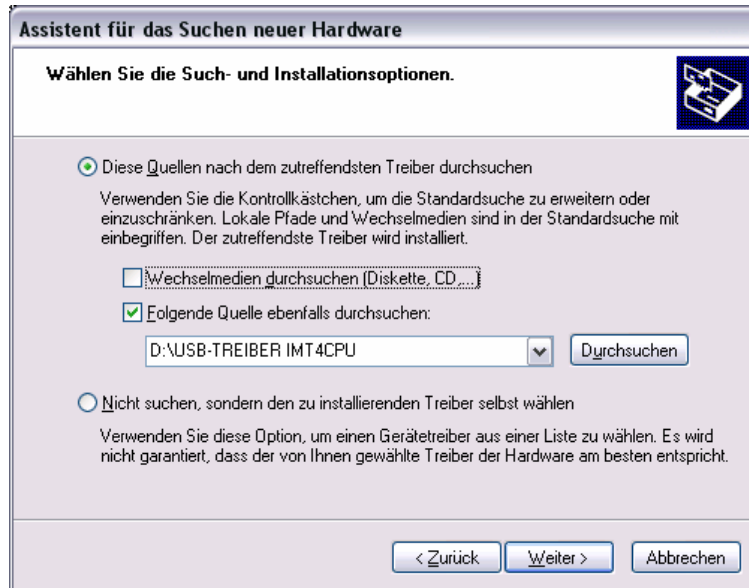 Assistent für das Suchen neuer Hardware
Wählen Sie die Such- und Installationsoptionen.
Diese Quellen nach dem zutreffendsten Treiber durchsuchen
Verwenden Sie die Kontrollkästchen, um die Standardsuche zu erweitern oder
einzuschränken. Lokale Pfade und Wechselmedien sind in der Standardsuche mit
einbegriffen. Der zutreffendste Treiber wird installiert.
Wechselmedien durchsuchen (Diskette, CD,...)
Folgende Quelle ebenfalls durchsuchen:
D:\USB-TREIBER IMT4CPU
Durchsuchen
Nicht suchen, sondern den zu installierenden Treiber selbst wählen
Verwenden Sie diese Option, um einen Gerätetreiber aus einer Liste zu wählen. Es wird
nicht garantiert, dass der von Ihnen gewählte Treiber der Hardware am besten entspricht.
< Zurück
Weiter >
Abbrechen